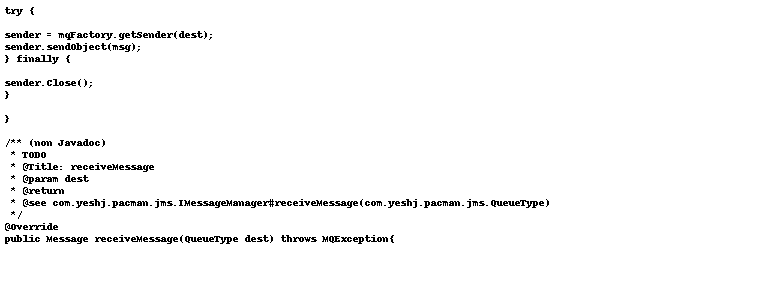 try {
sender = mqFactory.getSender(dest);
sender.sendObject(msg);
} finally {
sender.Close();
}
}
/** (non Javadoc)
* TODO
* @Title: receiveMessage
* @param dest
* @return
* @see com.yeshj.pacman.jms.IMessageManager#receiveMessage(com.yeshj.pacman.jms.QueueType)
*/
@Override
public Message receiveMessage(QueueType dest) throws MQException{